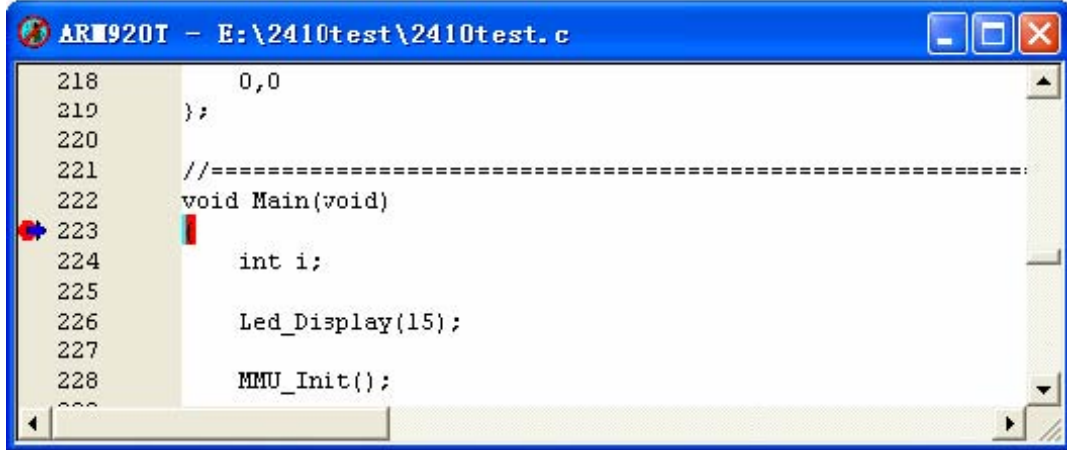 ARM920T - E:\2410test\2410test.c
218 0,0
219 };
220
221 //==========================================================
222 void Main(void)
223 {
224 int i;
225
226 Led_Display(15);
227
228 MMU_Init();